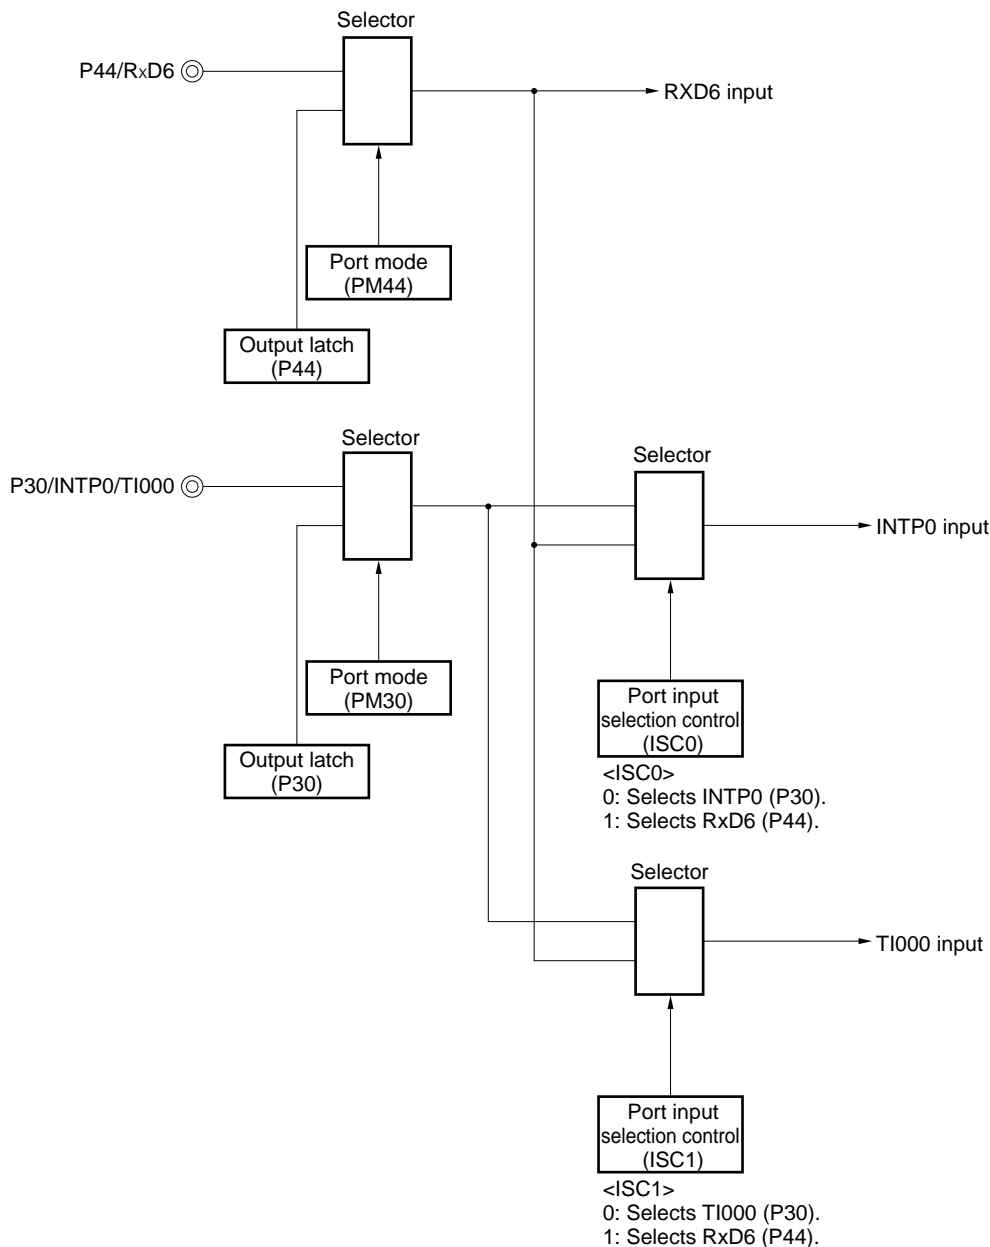 Selector
P44/RxD6
RXD6 input
Port mode
(PM44)
Output latch
(P44)
Selector
P30/INTP0/TI000
Selector
INTP0 input
Port mode
(PM30)
Output latch
(P30)
Port input
selection control
(ISC0)
<ISC0>
0: Selects INTP0 (P30).
1: Selects RxD6 (P44).
Selector
TI000 input
Port input
selection control
(ISC1)
<ISC1>
0: Selects TI000 (P30).
1: Selects RxD6 (P44).